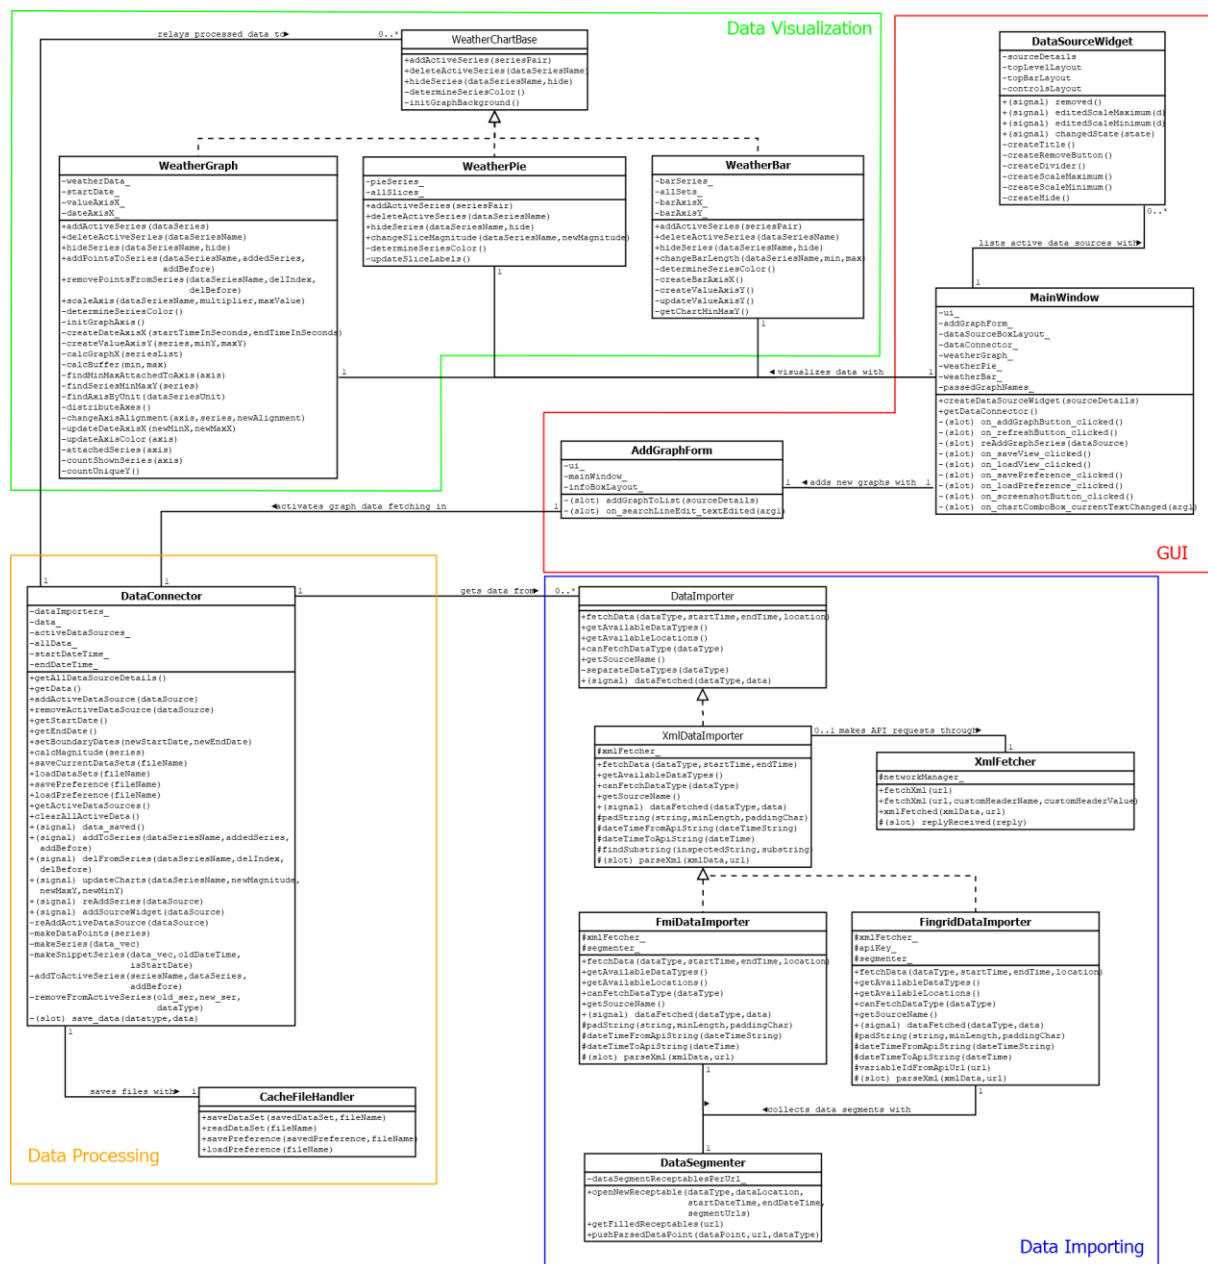 Data Visualization
relays processed data to
0..*
WeatherChartBase
+addActiveSeries(seriesPair)
+deleteActiveSeries(dataSeriesName)
+hideSeries(dataSeriesName,hide)
-determineSeriesColor()
-initGraphBackground()
WeatherGraph
-weatherData_
-startDate_
-valueAxisX_
-dateAxisX_
+addActiveSeries(dataSeries)
+deleteActiveSeries(dataSeriesName)
+hideSeries(dataSeriesName,hide)
+addPointsToSeries(dataSeriesName,addedSeries,
addBefore)
+removePointsFromSeries(dataSeriesName,delIndex,
delBefore)
+scaleAxis(dataSeriesName,multiplier,maxValue)
-determineSeriesColor()
-initGraphAxis()
-createDateAxisX(startTimeInSeconds,endTimeInSeconds)
-createValueAxisY(series,minY,maxY)
-calcGraphX(seriesList)
-calcBuffer(min,max)
-findMinMaxAttachedToAxis(axis)
-findSeriesMinMaxY(series)
-findAxisByUnit(dataSeriesUnit)
-distributeAxes()
-changeAxisAlignment(axis,series,newAlignment)
-updateDateAxisX(newMinX,newMaxX)
-updateAxisColor(axis)
-attachedSeries(axis)
-countShownSeries(axis)
-countUniqueY()
WeatherPie
-pieSeries_
-allSlices_
+addActiveSeries(seriesPair)
+deleteActiveSeries(dataSeriesName)
+hideSeries(dataSeriesName,hide)
+changeSliceMagnitude(dataSeriesName,newMagnitude)
-determineSeriesColor()
-updateSliceLabels()
1
WeatherBar
-barSeries_
-allSets_
-barAxisX_
-barAxisY_
+addActiveSeries(seriesPair)
+deleteActiveSeries(dataSeriesName)
+hideSeries(dataSeriesName,hide)
+changeBarLength(dataSeriesName,min,max)
-determineSeriesColor()
-createBarAxisX()
-createValueAxisY()
-updateValueAxisY()
-getChartMinMaxY()
1
1
visualizes data with
1
DataSourceWidget
-sourceDetails
-topLevelLayout
-topBarLayout
-controlsLayout
+(signal) removed()
+(signal) editedScaleMaximum(d)
+(signal) editedScaleMinimum(d)
+(signal) changedState(state)
-createTitle()
-createRemoveButton()
-createDivider()
-createScaleMaximum()
-createScaleMinimum()
-createHide()
0..*
lists active data sources with
1
MainWindow
-ui_
-addGraphForm_
-dataSourceBoxLayout_
-dataConnector_
-weatherGraph_
-weatherPie_
-weatherBar_
-passedGraphNames_
+createDataSourceWidget(sourceDetails)
+getDataConnector()
-(slot) on_addGraphButton_clicked()
-(slot) on_refreshButton_clicked()
-(slot) reAddGraphSeries(dataSource)
-(slot) on_saveView_clicked()
-(slot) on_loadView_clicked()
-(slot) on_savePreference_clicked()
-(slot) on_loadPreference_clicked()
-(slot) on_screenshotButton_clicked()
-(slot) on_chartComboBox_currentTextChanged(arg1)
AddGraphForm
-ui_
-mainWindow_
-infoBoxLayout_
-(slot) addGraphToList(sourceDetails)
-(slot) on_searchLineEdit_textEdited(arg1)
1
adds new graphs with
1
GUI
activates graph data fetching in
1
1
1
DataConnector
-dataImporters_
-data_
-activeDataSources_
-allData_
-startDateTime_
-endDateTime_
+getAllDataSourceDetails()
+getData()
+addActiveDataSource(dataSource)
+removeActiveDataSource(dataSource)
+getStartDate()
+getEndDate()
+setBoundaryDates(newStartDate,newEndDate)
+calcMagnitude(series)
+saveCurrentDataSets(fileName)
+loadDataSets(fileName)
+savePreference(fileName)
+loadPreference(fileName)
+getActiveDataSources()
+clearAllActiveData()
+(signal) data_saved()
+(signal) addToSeries(dataSeriesName,addedSeries,
addBefore)
+(signal) delFromSeries(dataSeriesName,delIndex,
delBefore)
+(signal) updateCharts(dataSeriesName,newMagnitude,
newMaxY,newMinY)
+(signal) reAddSeries(dataSource)
+(signal) addSourceWidget(dataSource)
-reAddActiveDataSource(dataSource)
-makeDataPoints(series)
-makeSeries(data_vec)
-makeSnippetSeries(data_vec,oldDateTime,
isStartDate)
-addToActiveSeries(seriesName,dataSeries,
addBefore)
-removeFromActiveSeries(old_ser,new_ser,
dataType)
-(slot) save_data(datatype,data)
1
saves files with
1
CacheFileHandler
+saveDataSet(savedDataSet,fileName)
+readDataSet(fileName)
+savePreference(savedPreference,fileName)
+loadPreference(fileName)
Data Processing
1
gets data from
0..*
DataImporter
+fetchData(dataType,startTime,endTime,location)
+getAvailableDataTypes()
+getAvailableLocations()
+canFetchDataType(dataType)
+getSourceName()
-separateDataTypes(dataType)
+(signal) dataFetched(dataType,data)
XmlDataImporter
#xmlFetcher_
+fetchData(dataType,startTime,endTime)
+getAvailableDataTypes()
+canFetchDataType(dataType)
+getSourceName()
+(signal) dataFetched(dataType,data)
#padString(string,minLength,paddingChar)
#dateTimeFromApiString(dateTimeString)
#dateTimeToApiString(dateTime)
#findSubstring(inspectedString,substring)
#(slot) parseXml(xmlData,url)
0..1
makes API requests through
1
XmlFetcher
#networkManager_
+fetchXml(url)
+fetchXml(url,customHeaderName,customHeaderValue)
+xmlFetched(xmlData,url)
#(slot) replyReceived(reply)
FmiDataImporter
#xmlFetcher_
#segmenter_
+fetchData(dataType,startTime,endTime,location)
+getAvailableDataTypes()
+getAvailableLocations()
+canFetchDataType(dataType)
+getSourceName()
+(signal) dataFetched(dataType,data)
#padString(string,minLength,paddingChar)
#dateTimeFromApiString(dateTimeString)
#dateTimeToApiString(dateTime)
#(slot) parseXml(xmlData,url)
1
FingridDataImporter
#xmlFetcher_
#apiKey_
#segmenter_
+fetchData(dataType,startTime,endTime,location)
+getAvailableDataTypes()
+getAvailableLocations()
+canFetchDataType(dataType)
+getSourceName()
+(signal) dataFetched(dataType,data)
#padString(string,minLength,paddingChar)
#dateTimeFromApiString(dateTimeString)
#dateTimeToApiString(dateTime)
#variableIdFromApiUrl(url)
#(slot) parseXml(xmlData,url)
1
collects data segments with
1
DataSegmenter
-dataSegmentReceptablesPerUrl_
+openNewReceptable(dataType,dataLocation,
startDateTime,endDateTime,
segmentUrls)
+getFilledReceptables(url)
+pushParsedDataPoint(dataPoint,url,dataType)
Data Importing